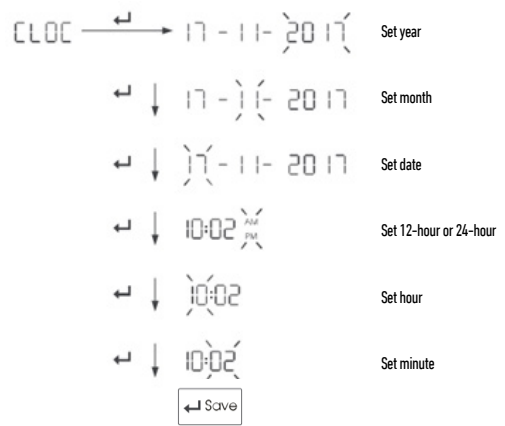 CLOC 17-11-2017 Set year
17-11-2017 Set month
17-11-2017 Set date
10:02 AM PM Set 12-hour or 24-hour
10:02 Set hour
10:02 Set minute
Save